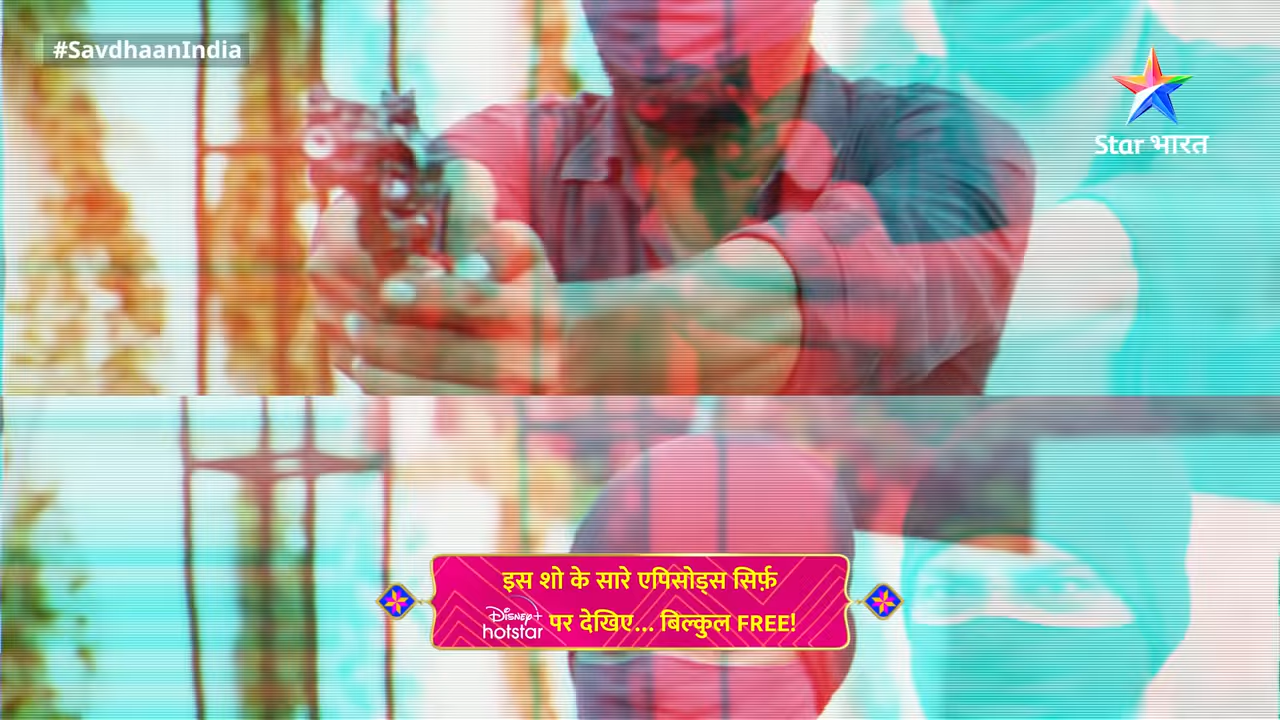 #SavdhaanIndia
Star भारत
इस शो के सारे एपिसोड्स सिर्फ़
Disney+ hotstar पर देखिए... बिल्कुल FREE!